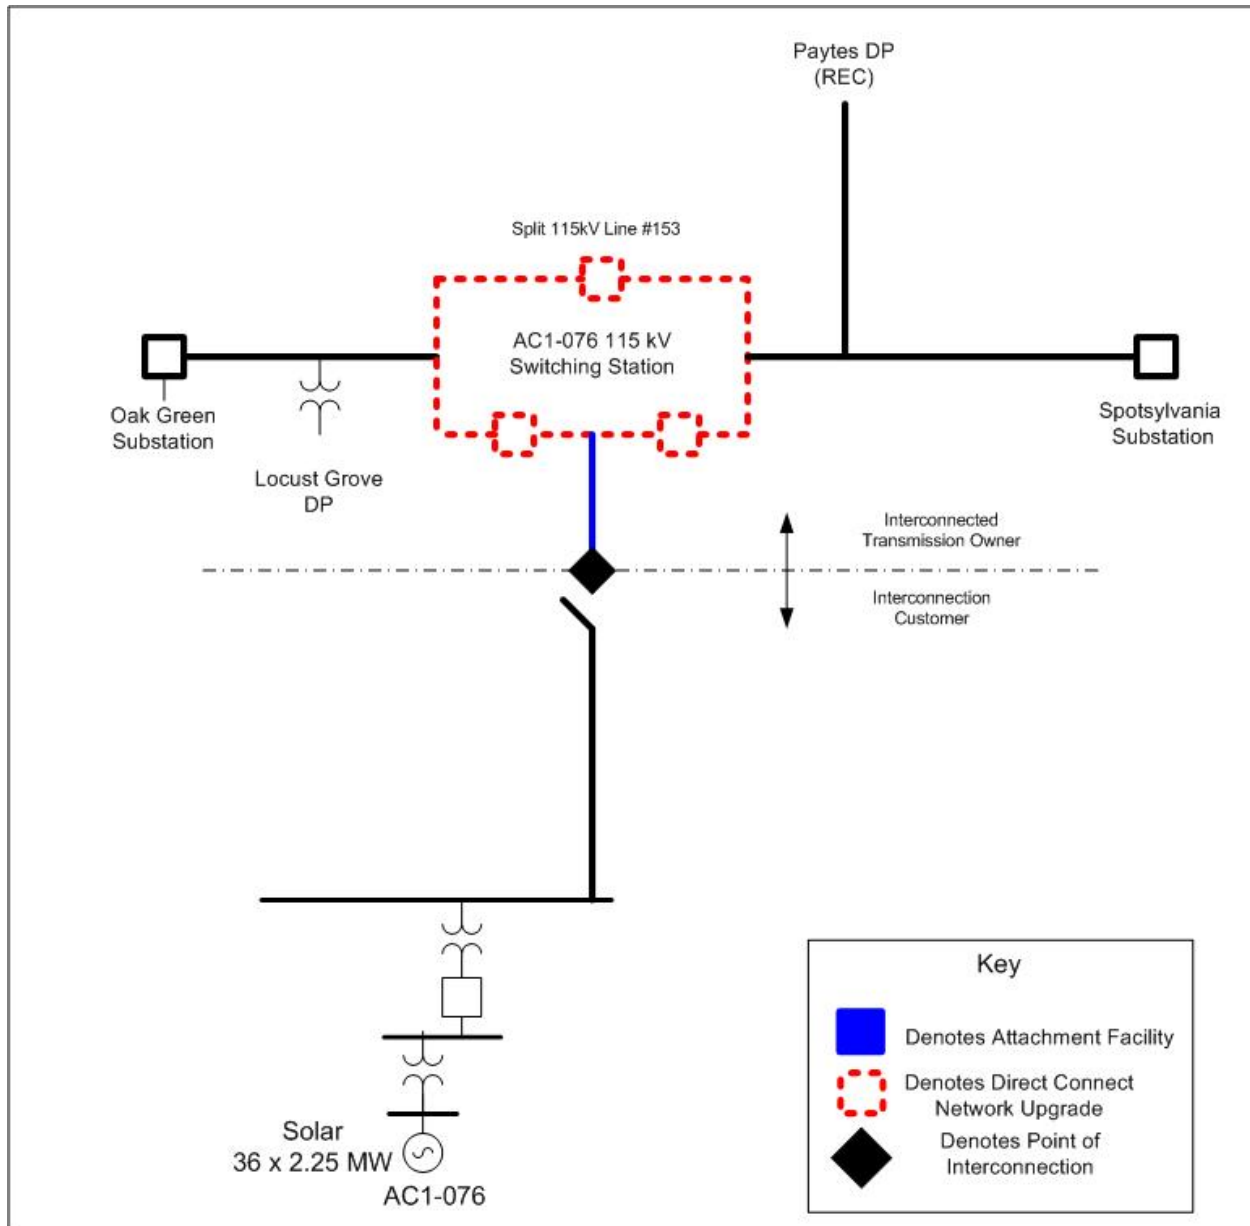 Paytes DP
(REC)
Split 115kV Line #153
AC1-076 115 kV
Switching Station
Oak Green
Substation
Spotsylvania
Substation
Locust Grove
DP
Interconnected
Transmission Owner
Interconnection
Customer
Key
Denotes Attachment Facility
Denotes Direct Connect
Network Upgrade
Denotes Point of
Interconnection
Solar
36 x 2.25 MW
AC1-076